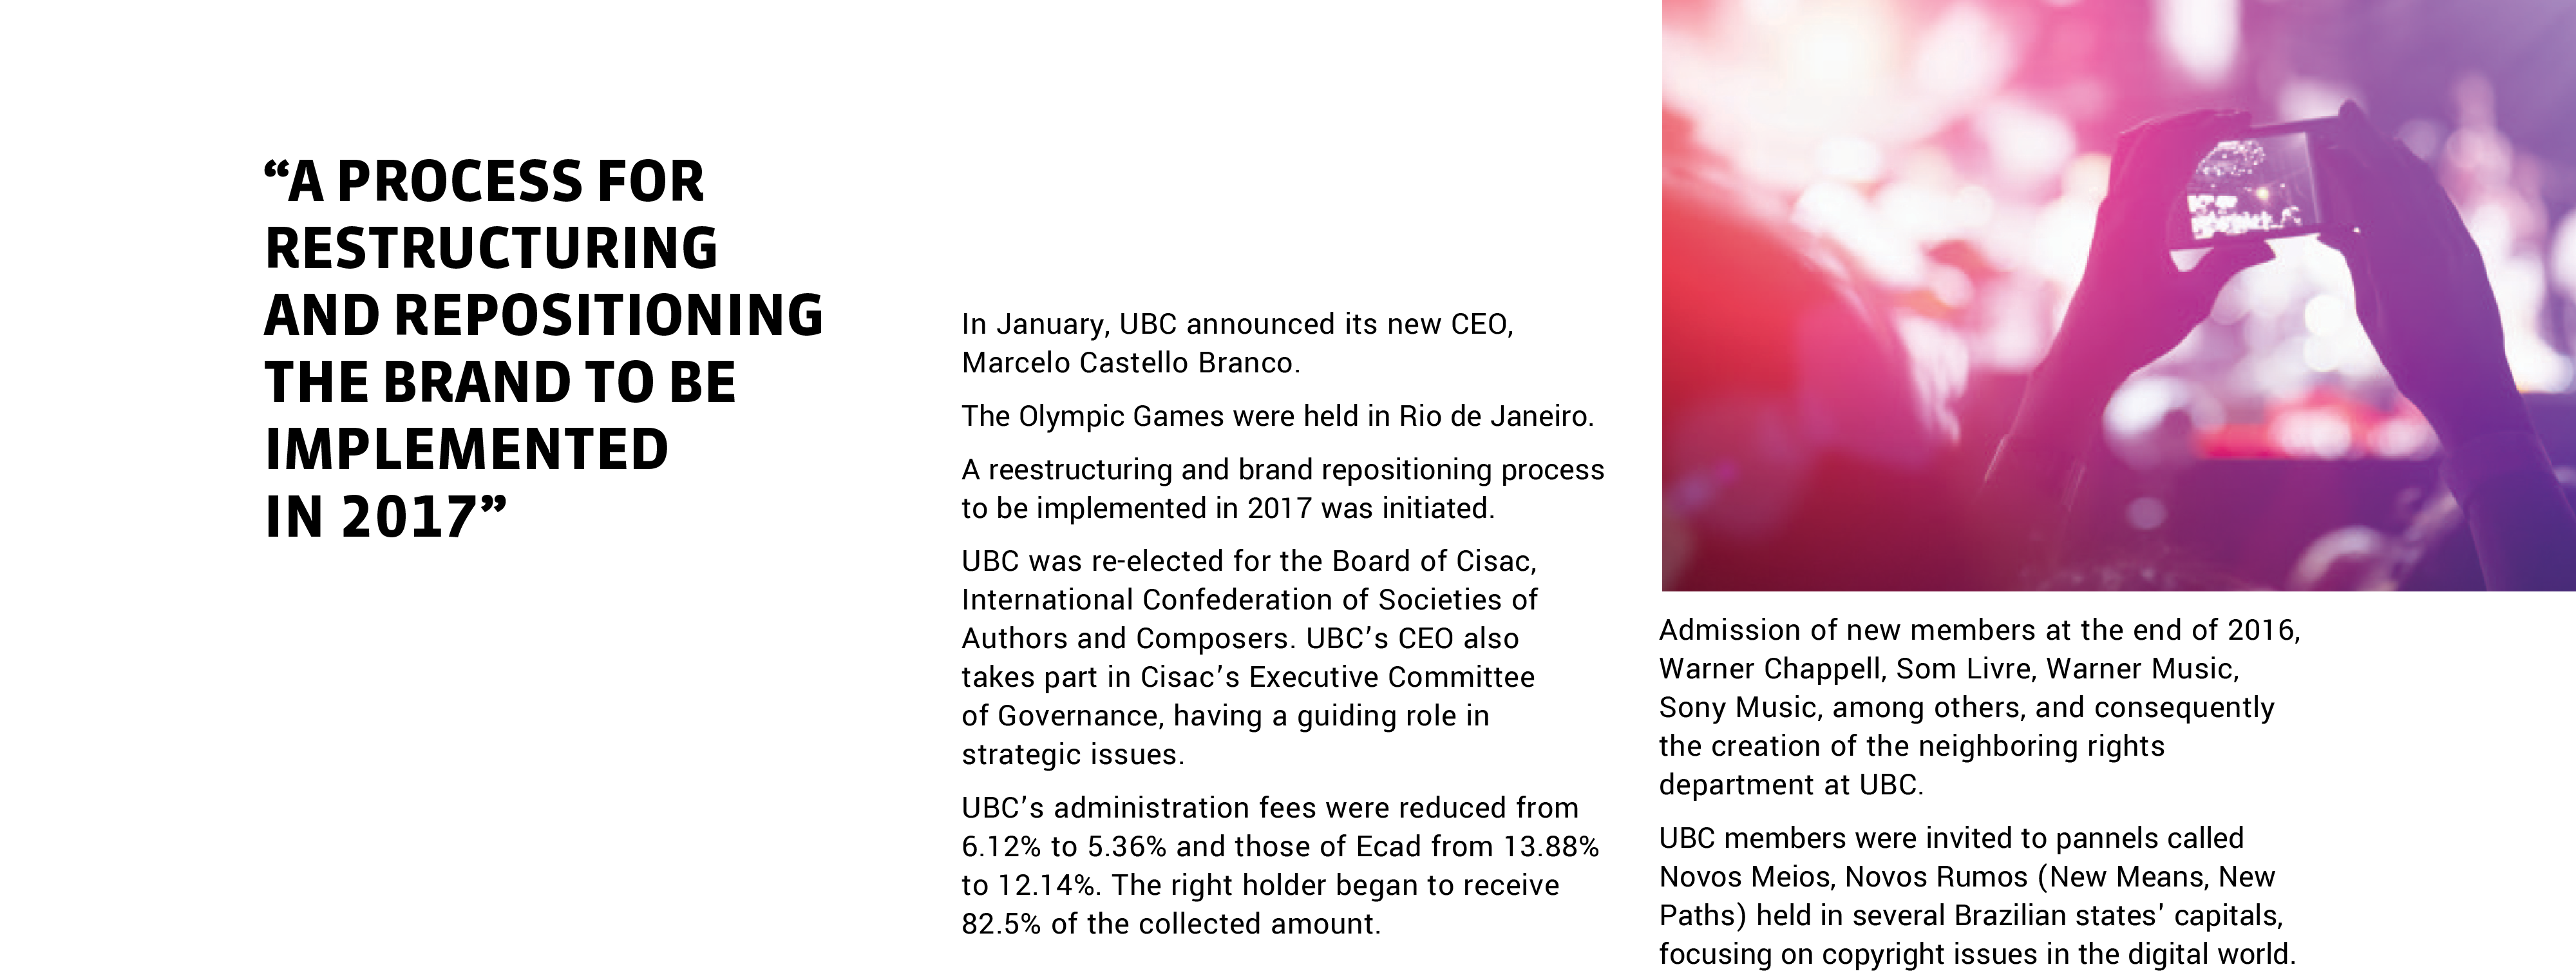 “A PROCESS FOR
RESTRUCTURING
AND REPOSITIONING
THE BRAND TO BE
IMPLEMENTED
IN 2017”
In January, UBC announced its new CEO,
Marcelo Castello Branco.
The Olympic Games were held in Rio de Janeiro.
A reestructuring and brand repositioning process
to be implemented in 2017 was initiated.
UBC was re-elected for the Board of Cisac,
International Confederation of Societies of
Authors and Composers. UBC’s CEO also
takes part in Cisac’s Executive Committee
of Governance, having a guiding role in
strategic issues.
UBC’s administration fees were reduced from
6.12% to 5.36% and those of Ecad from 13.88%
to 12.14%. The right holder began to receive
82.5% of the collected amount.
Admission of new members at the end of 2016,
Warner Chappell, Som Livre, Warner Music,
Sony Music, among others, and consequently
the creation of the neighboring rights
department at UBC.
UBC members were invited to pannels called
Novos Meios, Novos Rumos (New Means, New
Paths) held in several Brazilian states’ capitals,
focusing on copyright issues in the digital world.